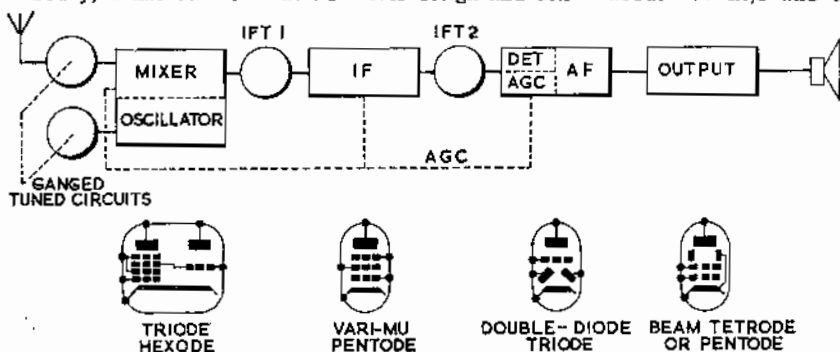 IFT 1
IFT 2
MIXER
OSCILLATOR
IF
DET
AGC
AF
OUTPUT
AGC
GANGED
TUNED CIRCUITS
TRIODE
HEXODE
VARI-MU
PENTODE
DOUBLE-DIODE
TRIODE
BEAM TETRODE
OR PENTODE